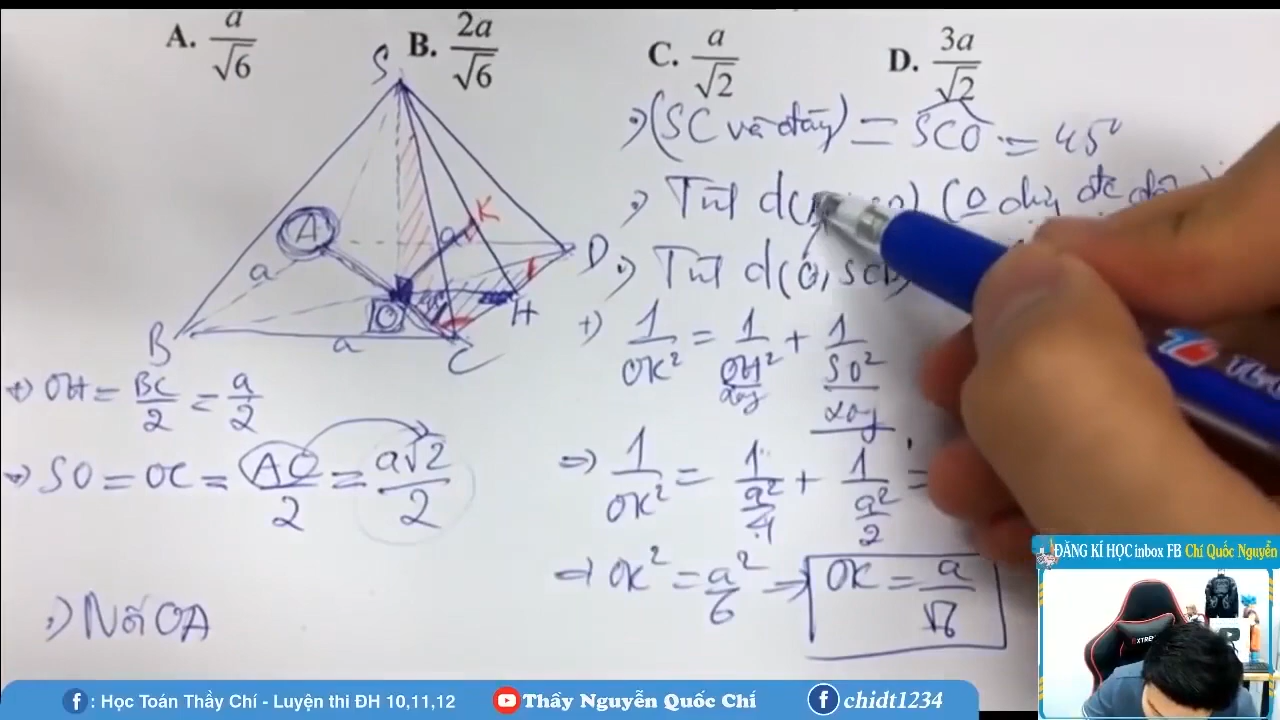 A. a/√6 B. 2a/√6 C. a/√2 D. 3a/√2
S
·) (SC và đáy) = SCO = 45°
A K
·) Tính d(
D
a a
·) Tính d(O, SCD
O H
B a C
+) 1/OK² = 1/OH² + 1/SO²
+) OH = BC/2 = a/2
⇒ 1/OK² = 1/(a²/4) + 1/(a²/2) =
→ SO = OC = AC/2 = a√2/2
⇒ OK² = a²/6 ⇒ OK = a/√6
·) Nối OA
ĐĂNG KÍ HỌC inbox FB Chí Quốc Nguyễn
f : Học Toán Thầy Chí - Luyện thi ĐH 10,11,12
Thầy Nguyễn Quốc Chí
f chidt1234